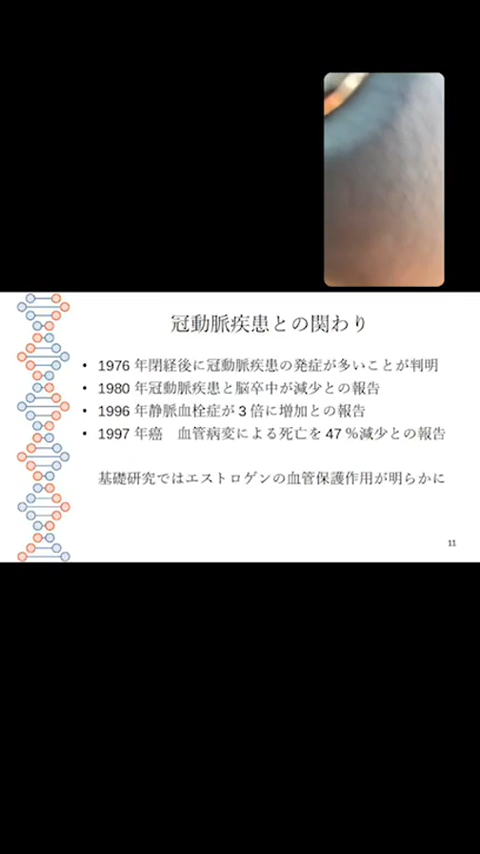 冠動脈疾患との関わり
• 1976 年閉経後に冠動脈疾患の発症が多いことが判明
• 1980 年冠動脈疾患と脳卒中が減少との報告
• 1996 年静脈血栓症が 3 倍に増加との報告
• 1997 年癌　血管病変による死亡を 47 %減少との報告
基礎研究ではエストロゲンの血管保護作用が明らかに
11